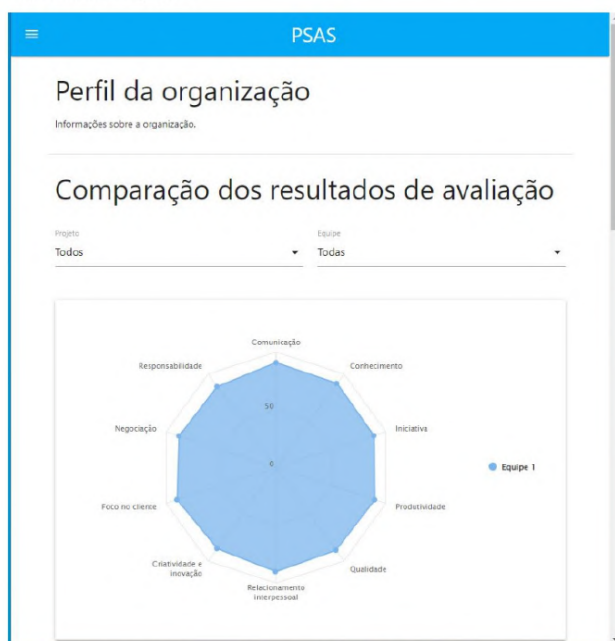 PSAS
Perfil da organização
Informações sobre a organização.
Comparação dos resultados de avaliação
Projeto
Todos
Equipe
Todas
Comunicação
Responsabilidade
Conhecimento
50
Negociação
Iniciativa
0
Equipe 1
Foco no cliente
Produtividade
Criatividade e
inovação
Qualidade
Relacionamento
interpessoal